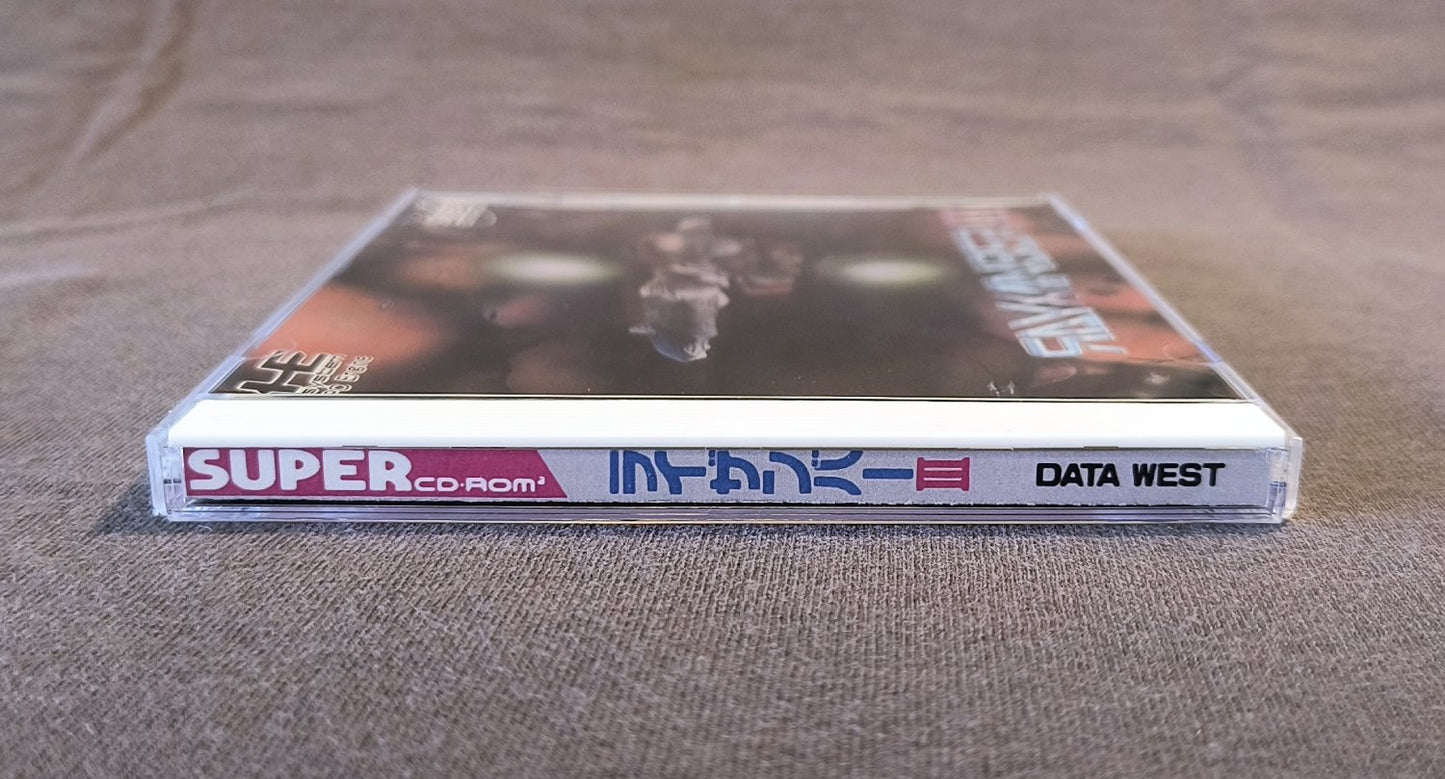 RAYXANBER III
SUPER CD·ROM² ライザンバーⅢ DATA WEST